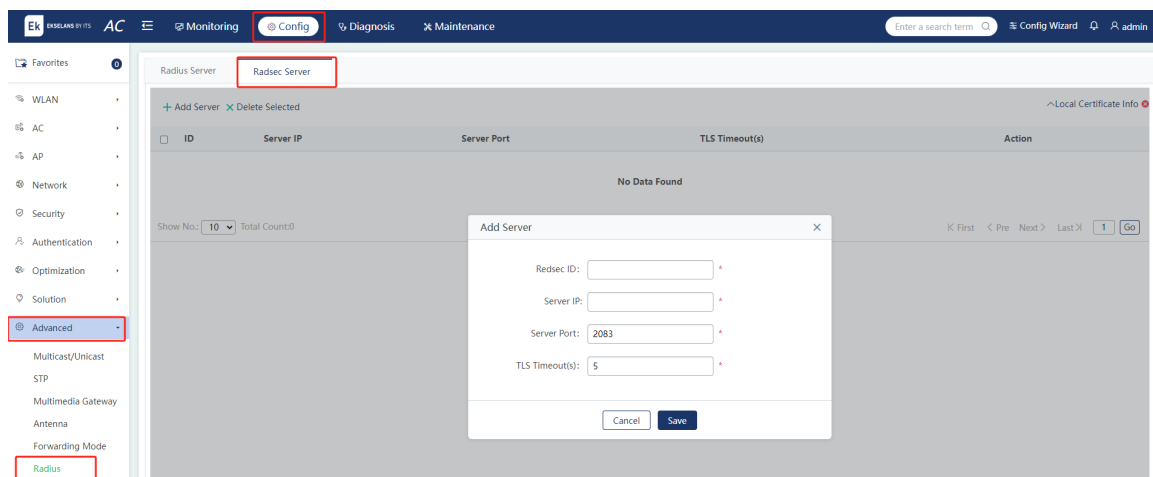 Ek EKSELANS BY ITS AC Monitoring Config Diagnosis Maintenance Enter a search term Config Wizard admin
Favorites 0
Radius Server Radsec Server
WLAN
AC
AP
Network
Security
Authentication
Optimization
Solution
Advanced
Multicast/Unicast
STP
Multimedia Gateway
Antenna
Forwarding Mode
Radius
Add Server Delete Selected Local Certificate Info
ID Server IP Server Port TLS Timeout(s) Action
No Data Found
Show No.: 10 Total Count:0 First Pre Next Last 1 Go
Add Server
Redsec ID: *
Server IP: *
Server Port: 2083 *
TLS Timeout(s): 5 *
Cancel Save